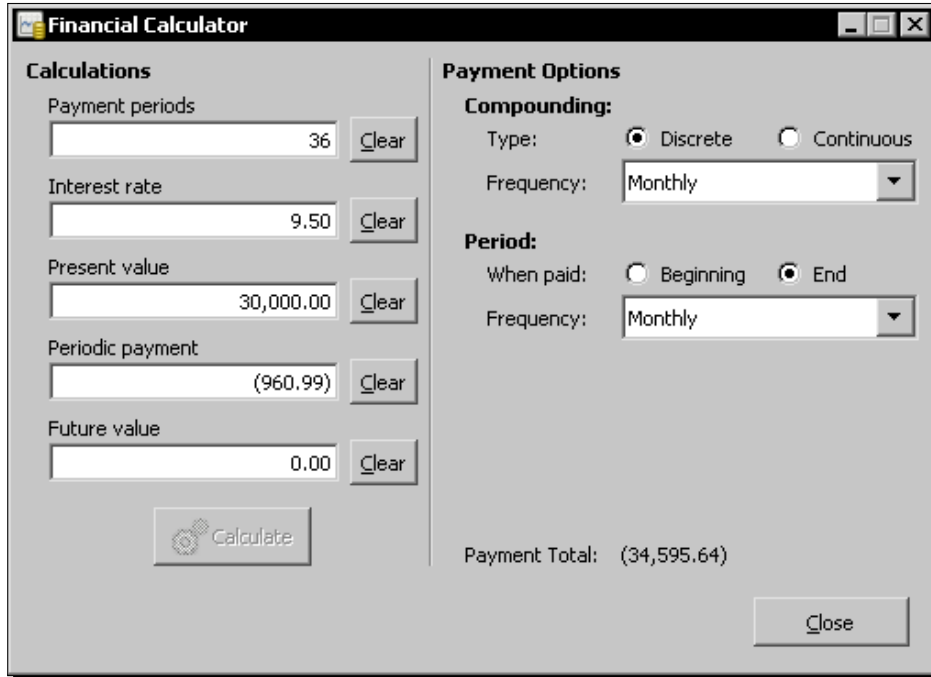 Financial Calculator
Calculations
Payment periods
36 Clear
Interest rate
9.50 Clear
Present value
30,000.00 Clear
Periodic payment
(960.99) Clear
Future value
0.00 Clear
Calculate
Payment Options
Compounding:
Type: Discrete Continuous
Frequency: Monthly
Period:
When paid: Beginning End
Frequency: Monthly
Payment Total: (34,595.64)
Close